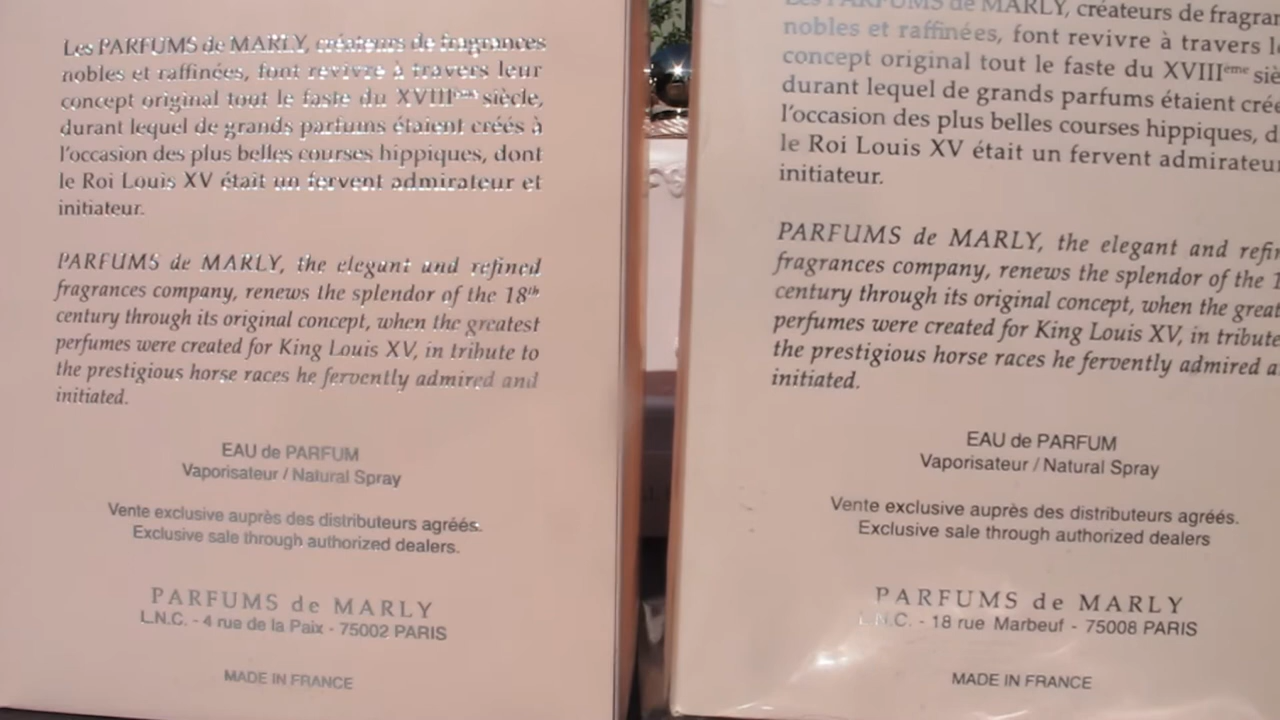 Les PARFUMS de MARLY, créateurs de fragrances
nobles et raffinées, font revivre à travers leur
concept original tout le faste du XVIIIème siècle,
durant lequel de grands parfums étaient créés à
l'occasion des plus belles courses hippiques, dont
le Roi Louis XV était un fervent admirateur et
initiateur.
PARFUMS de MARLY, the elegant and refined
fragrances company, renews the splendor of the 18th
century through its original concept, when the greatest
perfumes were created for King Louis XV, in tribute to
the prestigious horse races he fervently admired and
initiated.
EAU de PARFUM
Vaporisateur / Natural Spray
Vente exclusive auprès des distributeurs agréés.
Exclusive sale through authorized dealers.
PARFUMS de MARLY
L.N.C. - 4 rue de la Paix - 75002 PARIS
MADE IN FRANCE
Les PARFUMS de MARLY, créateurs de fragran
nobles et raffinées, font revivre à travers le
concept original tout le faste du XVIIIème siè
durant lequel de grands parfums étaient créé
l'occasion des plus belles courses hippiques, d
le Roi Louis XV était un fervent admirateu
initiateur.
PARFUMS de MARLY, the elegant and refin
fragrances company, renews the splendor of the 1
century through its original concept, when the great
perfumes were created for King Louis XV, in tribute
the prestigious horse races he fervently admired a
initiated.
EAU de PARFUM
Vaporisateur / Natural Spray
Vente exclusive auprès des distributeurs agréés.
Exclusive sale through authorized dealers
PARFUMS de MARLY
L.N.C. - 18 rue Marbeuf - 75008 PARIS
MADE IN FRANCE